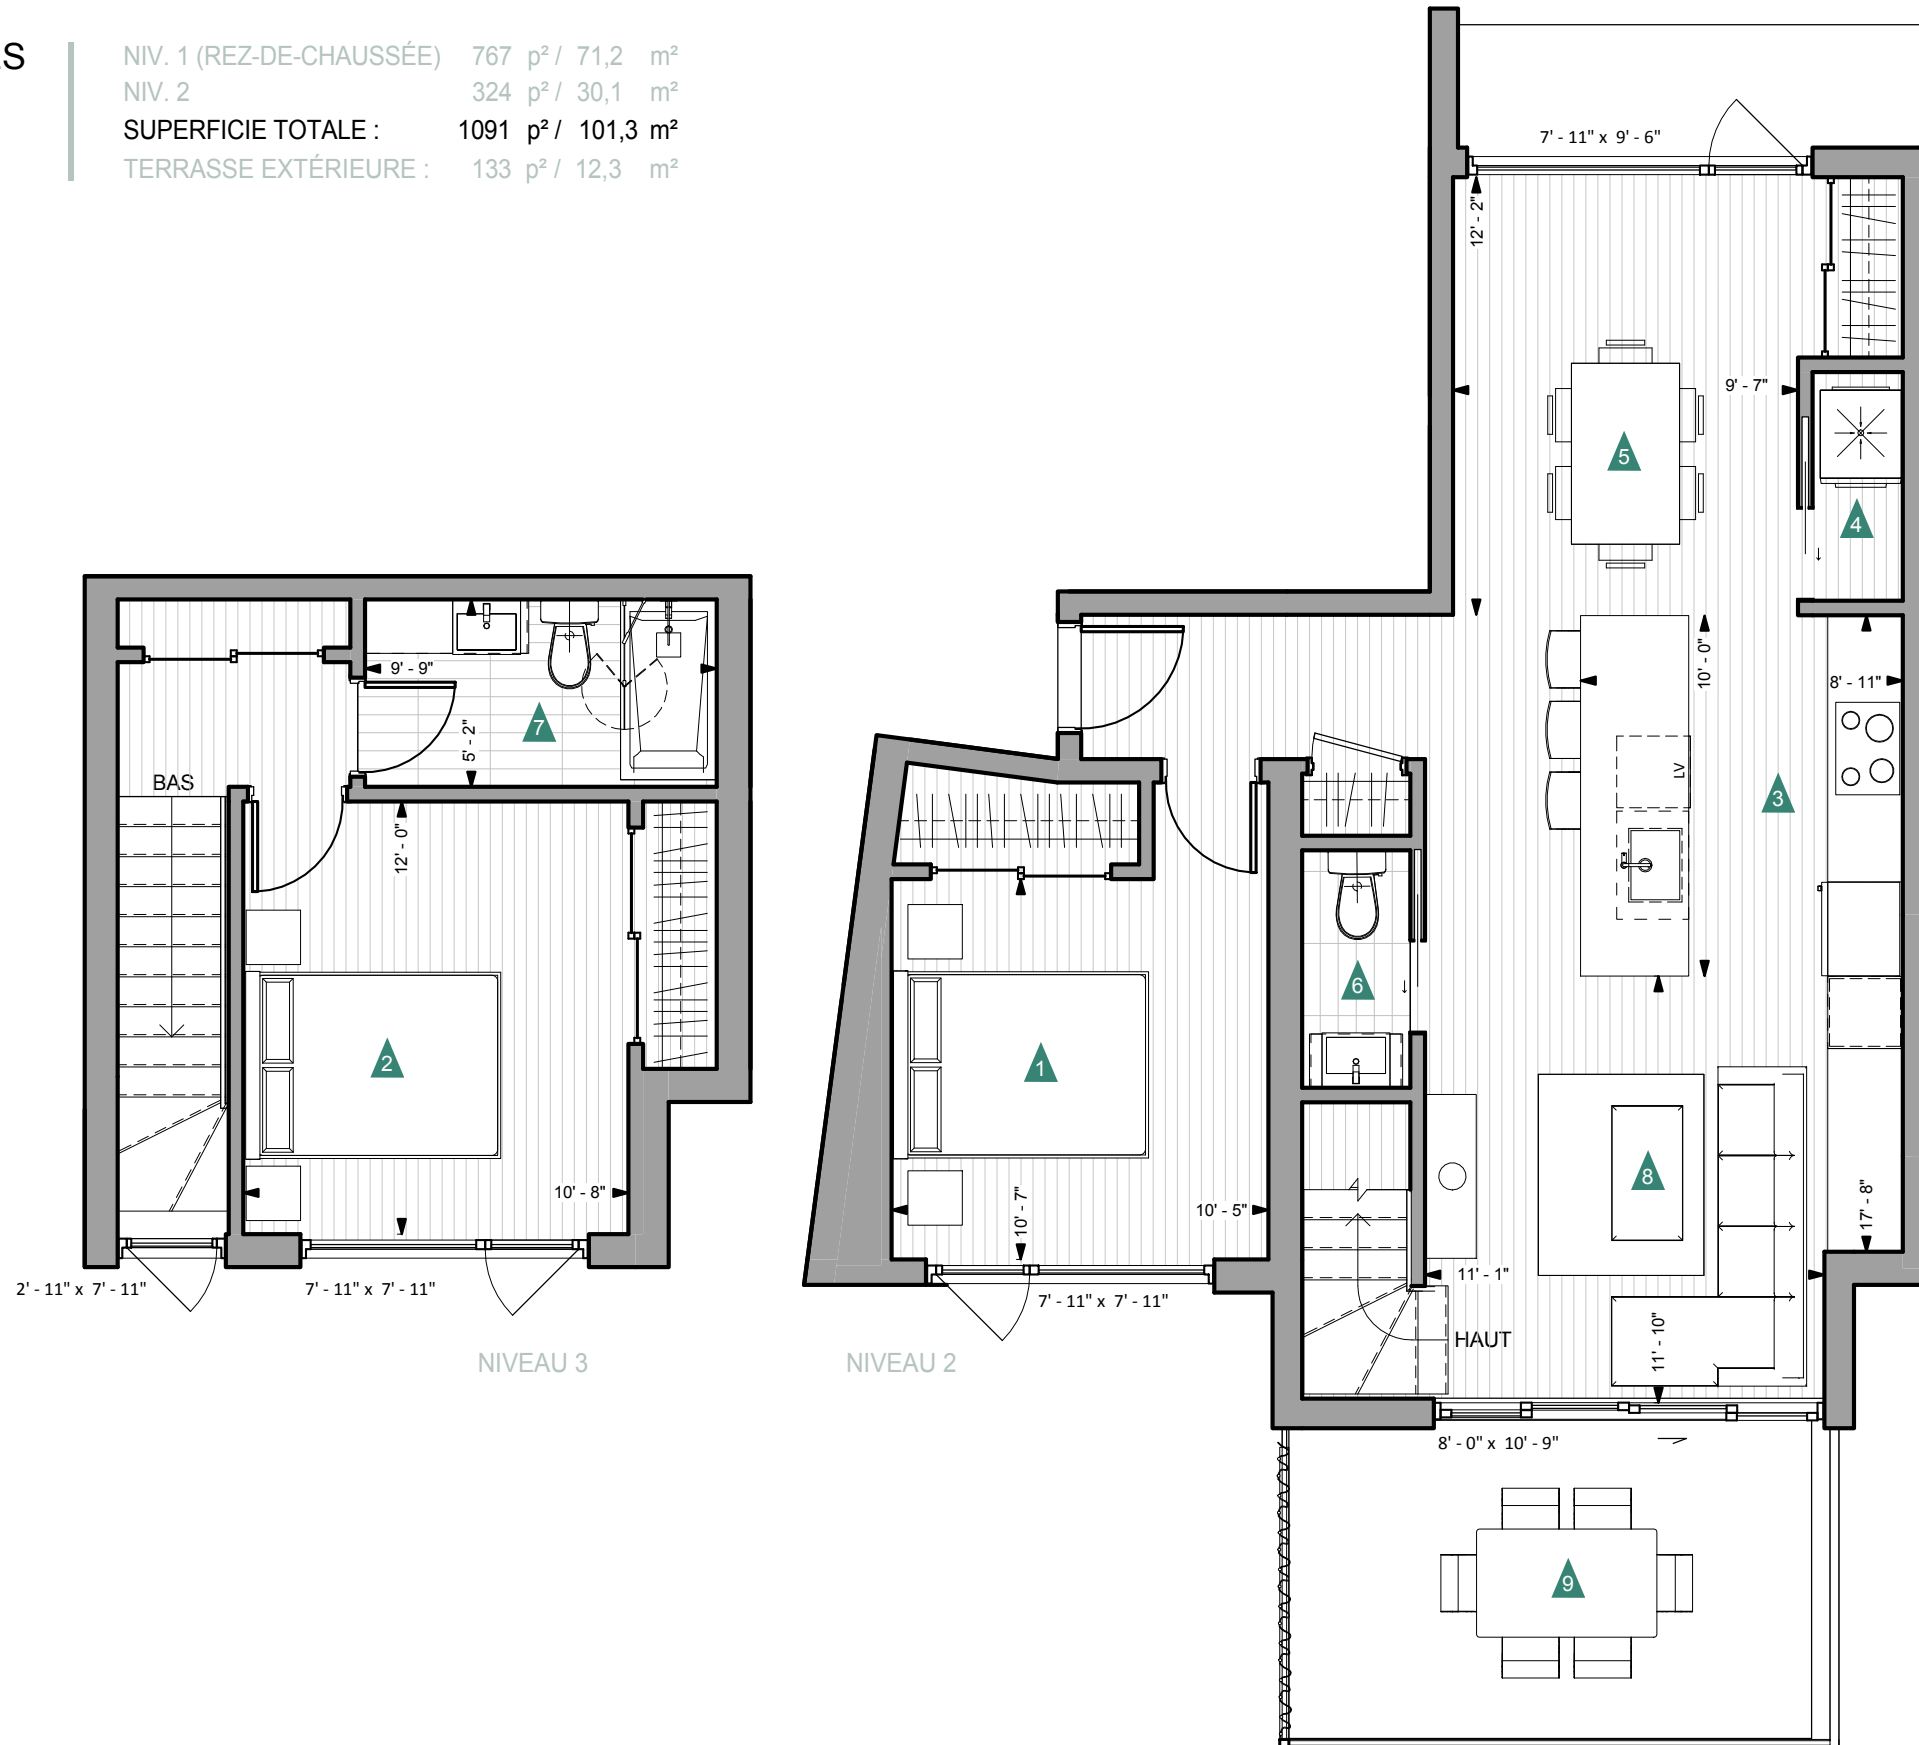 NIV. 1 (REZ-DE-CHAUSSÉE) 767 p² / 71,2 m²
NIV. 2 324 p² / 30,1 m²
SUPERFICIE TOTALE : 1091 p² / 101,3 m²
TERRASSE EXTÉRIEURE : 133 p² / 12,3 m²
7' - 11" x 9' - 6"
12' - 2"
9' - 7"
5
4
10' - 0"
8' - 11"
LV
3
9' - 9"
7
5' - 2"
BAS
12' - 0"
2
10' - 8"
2' - 11" x 7' - 11"
7' - 11" x 7' - 11"
NIVEAU 3
1
10' - 7"
10' - 5"
7' - 11" x 7' - 11"
NIVEAU 2
6
8
17' - 8"
11' - 1"
HAUT
11' - 10"
8' - 0" x 10' - 9"
9